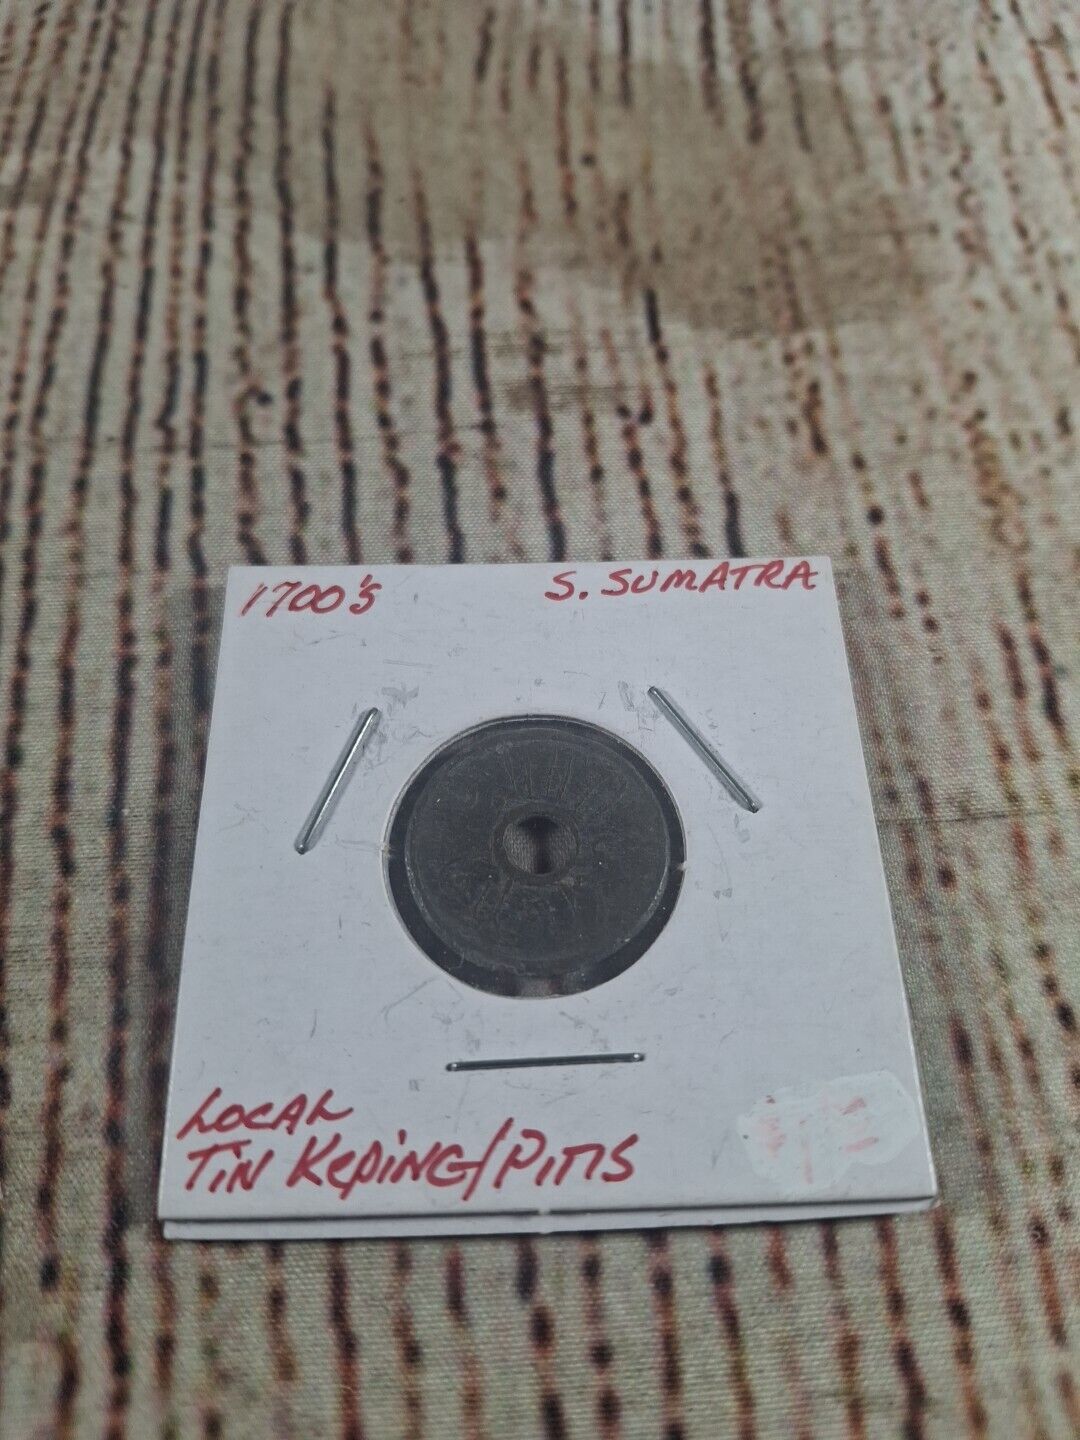 1700's S. SUMATRA
LOCAL
TIN KEPING/PITIS